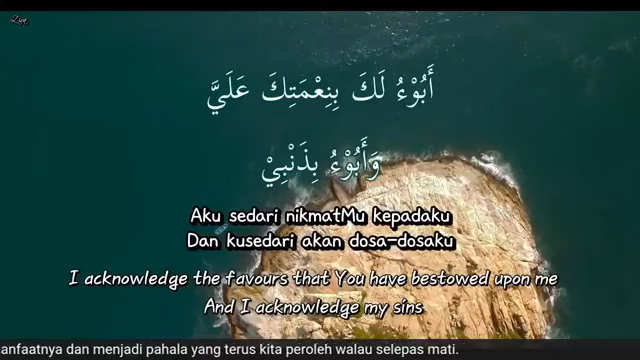 Zieq
أَبُوْءُ لَكَ بِنِعْمَتِكَ عَلَيَّ
وَأَبُوْءُ بِذَنْبِيْ
Aku sedari nikmatMu kepadaku
Dan kusedari akan dosa-dosaku
I acknowledge the favours that You have bestowed upon me
And I acknowledge my sins
anfaatnya dan menjadi pahala yang terus kita peroleh walau selepas mati.